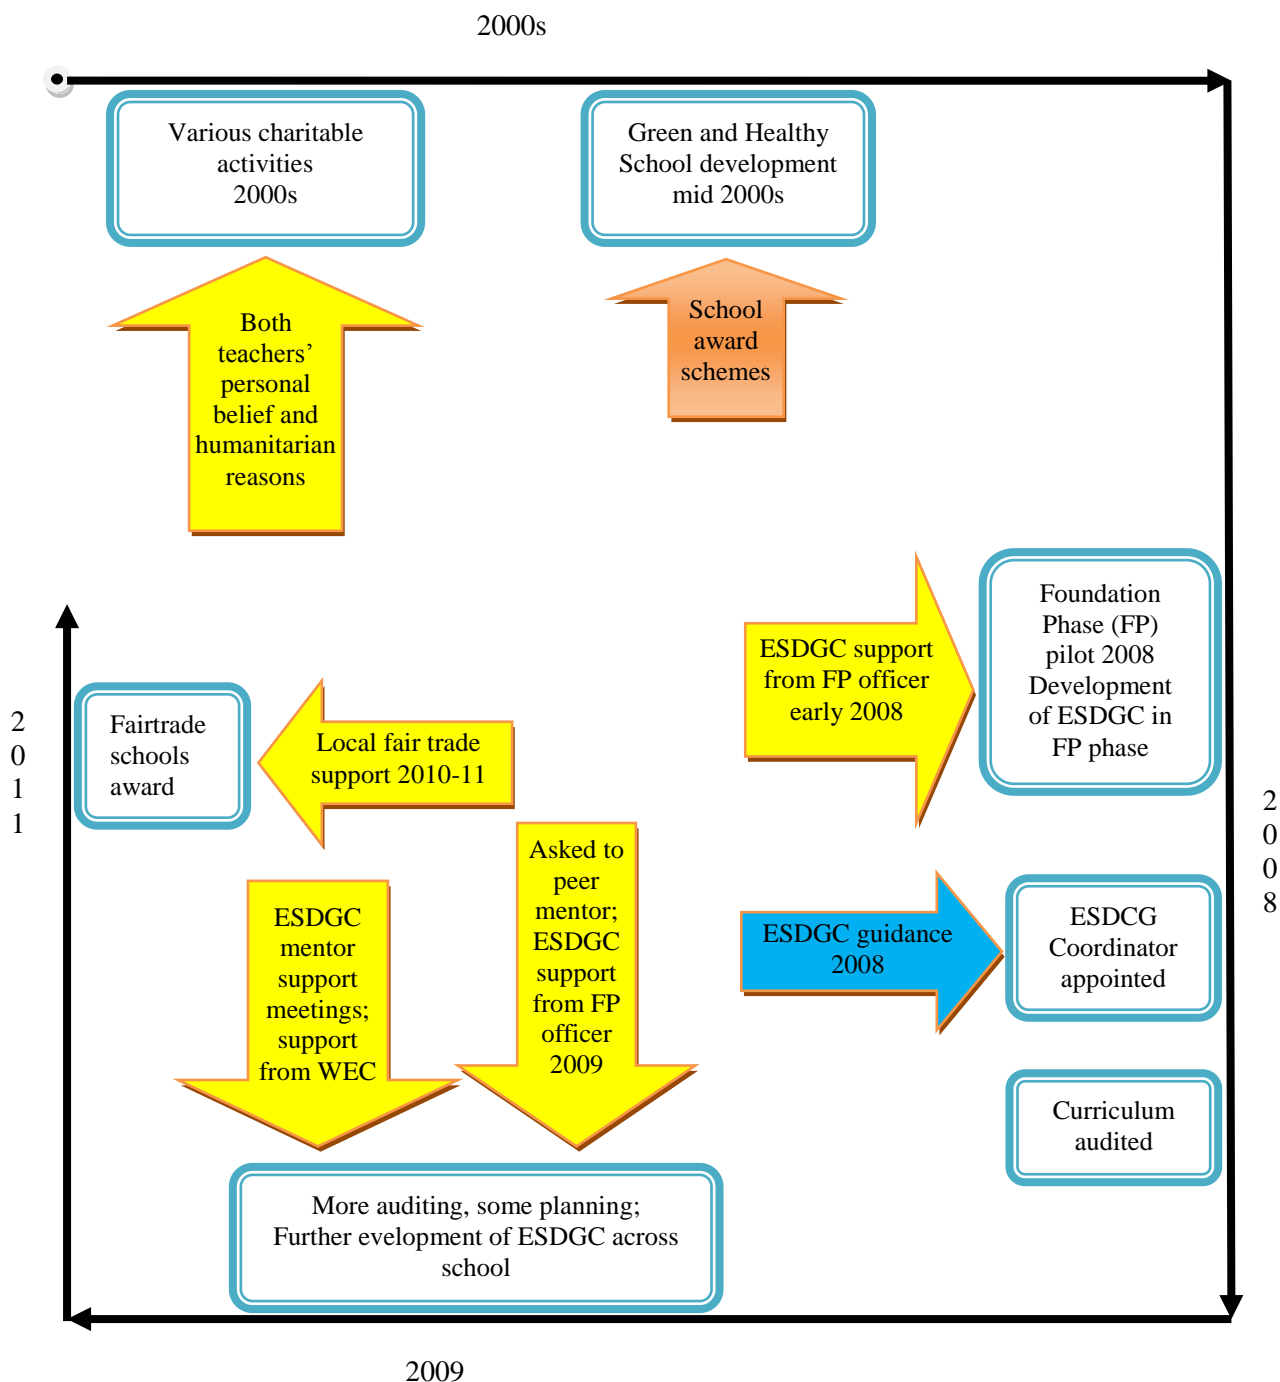 2000s
Various charitable
activities
2000s
Green and Healthy
School development
mid 2000s
Both
teachers’
personal
belief and
humanitarian
reasons
School
award
schemes
ESDGC support
from FP officer
early 2008
Foundation
Phase (FP)
pilot 2008
Development
of ESDGC in
FP phase
2
0
0
8
ESDGC guidance
2008
ESDCG
Coordinator
appointed
Curriculum
audited
Asked to
peer
mentor;
ESDGC
support
from FP
officer
2009
ESDGC
mentor
support
meetings;
support
from WEC
More auditing, some planning;
Further evelopment of ESDGC across
school
2009
Local fair trade
support 2010-11
Fairtrade
schools
award
2
0
1
1